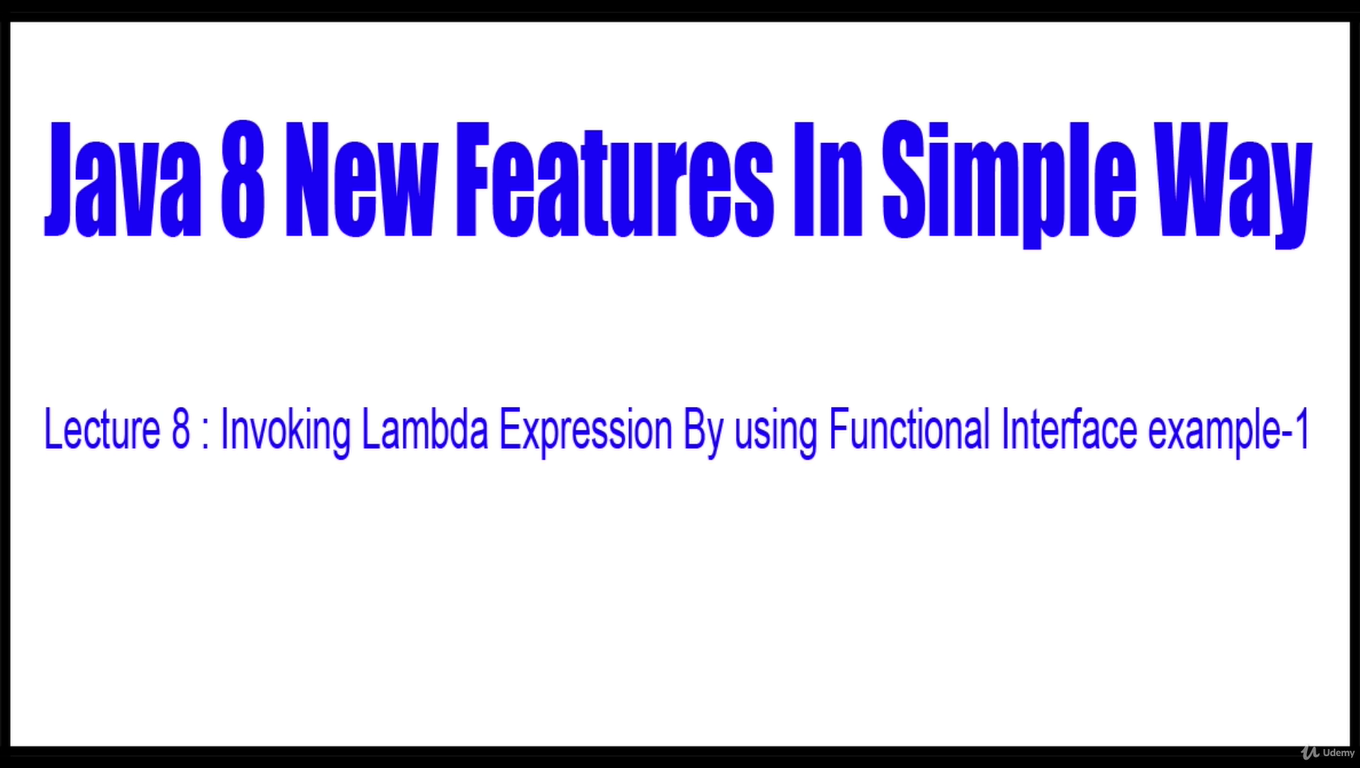 Java 8 New Features In Simple Way
Lecture 8 : Invoking Lambda Expression By using Functional Interface example-1
Udemy